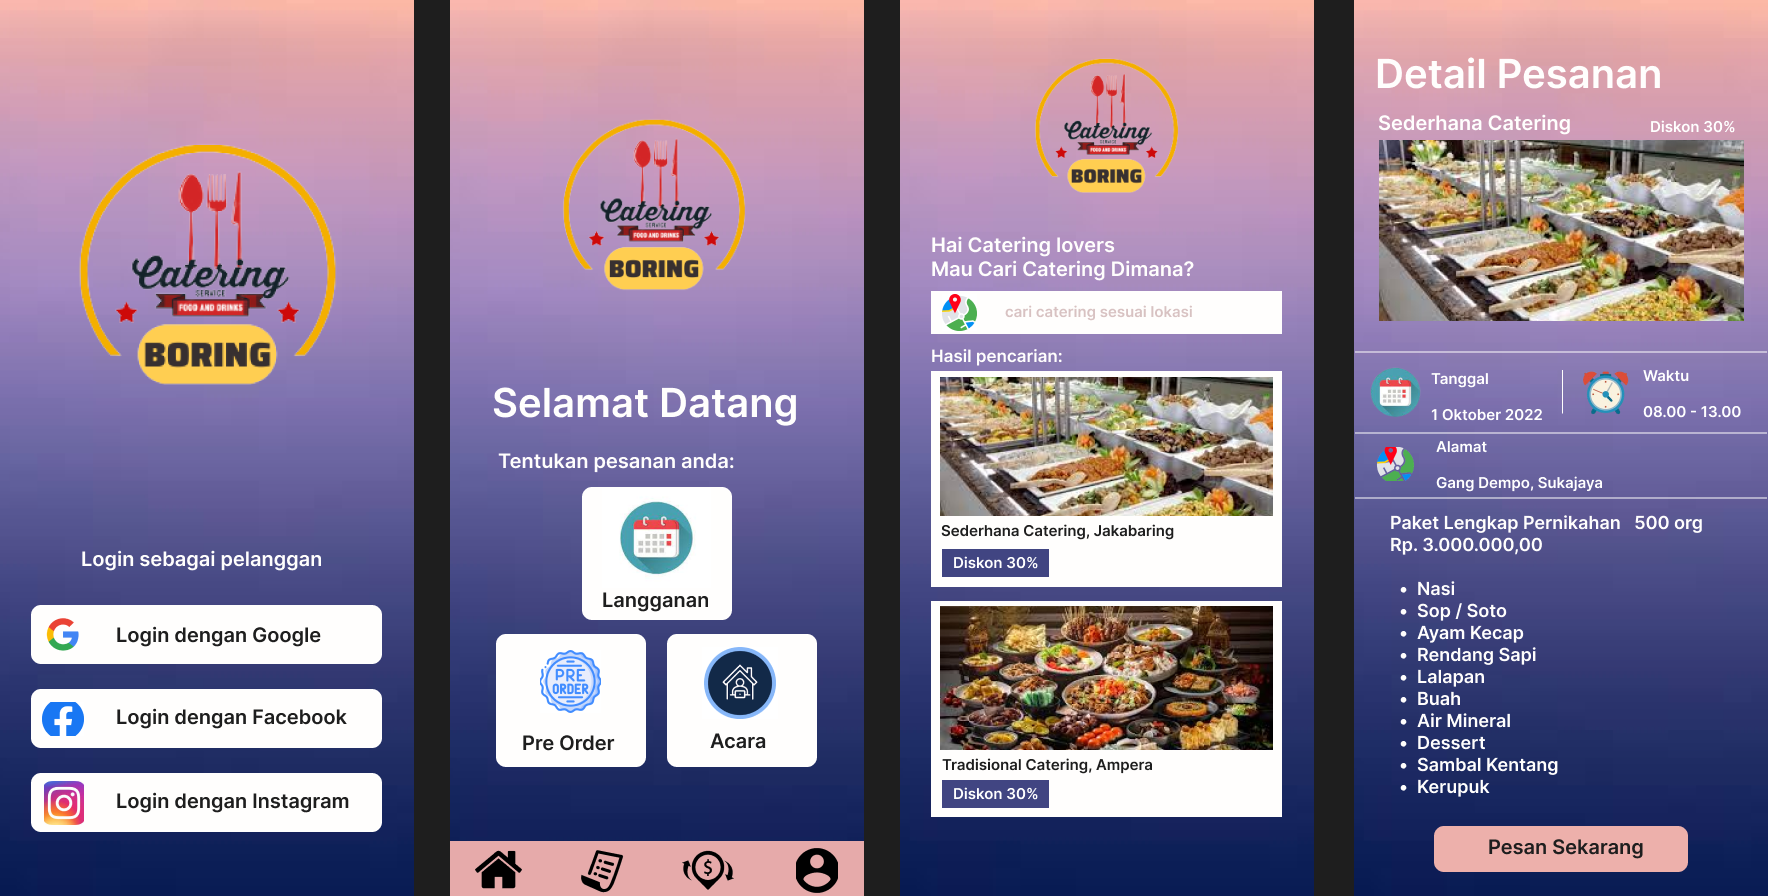 Catering
SERVICE
FOOD AND DRINKS
BORING
Login sebagai pelanggan
Login dengan Google
Login dengan Facebook
Login dengan Instagram
Catering
SERVICE
FOOD AND DRINKS
BORING
Selamat Datang
Tentukan pesanan anda:
Langganan
PRE
ORDER
Pre Order
Acara
$
Catering
SERVICE
FOOD AND DRINKS
BORING
Hai Catering lovers
Mau Cari Catering Dimana?
cari catering sesuai lokasi
Hasil pencarian:
Sederhana Catering, Jakabaring
Diskon 30%
Tradisional Catering, Ampera
Diskon 30%
Detail Pesanan
Sederhana Catering Diskon 30%
Tanggal
1 Oktober 2022
Waktu
08.00 - 13.00
Alamat
Gang Dempo, Sukajaya
Paket Lengkap Pernikahan 500 org
Rp. 3.000.000,00
• Nasi
• Sop / Soto
• Ayam Kecap
• Rendang Sapi
• Lalapan
• Buah
• Air Mineral
• Dessert
• Sambal Kentang
• Kerupuk
Pesan Sekarang